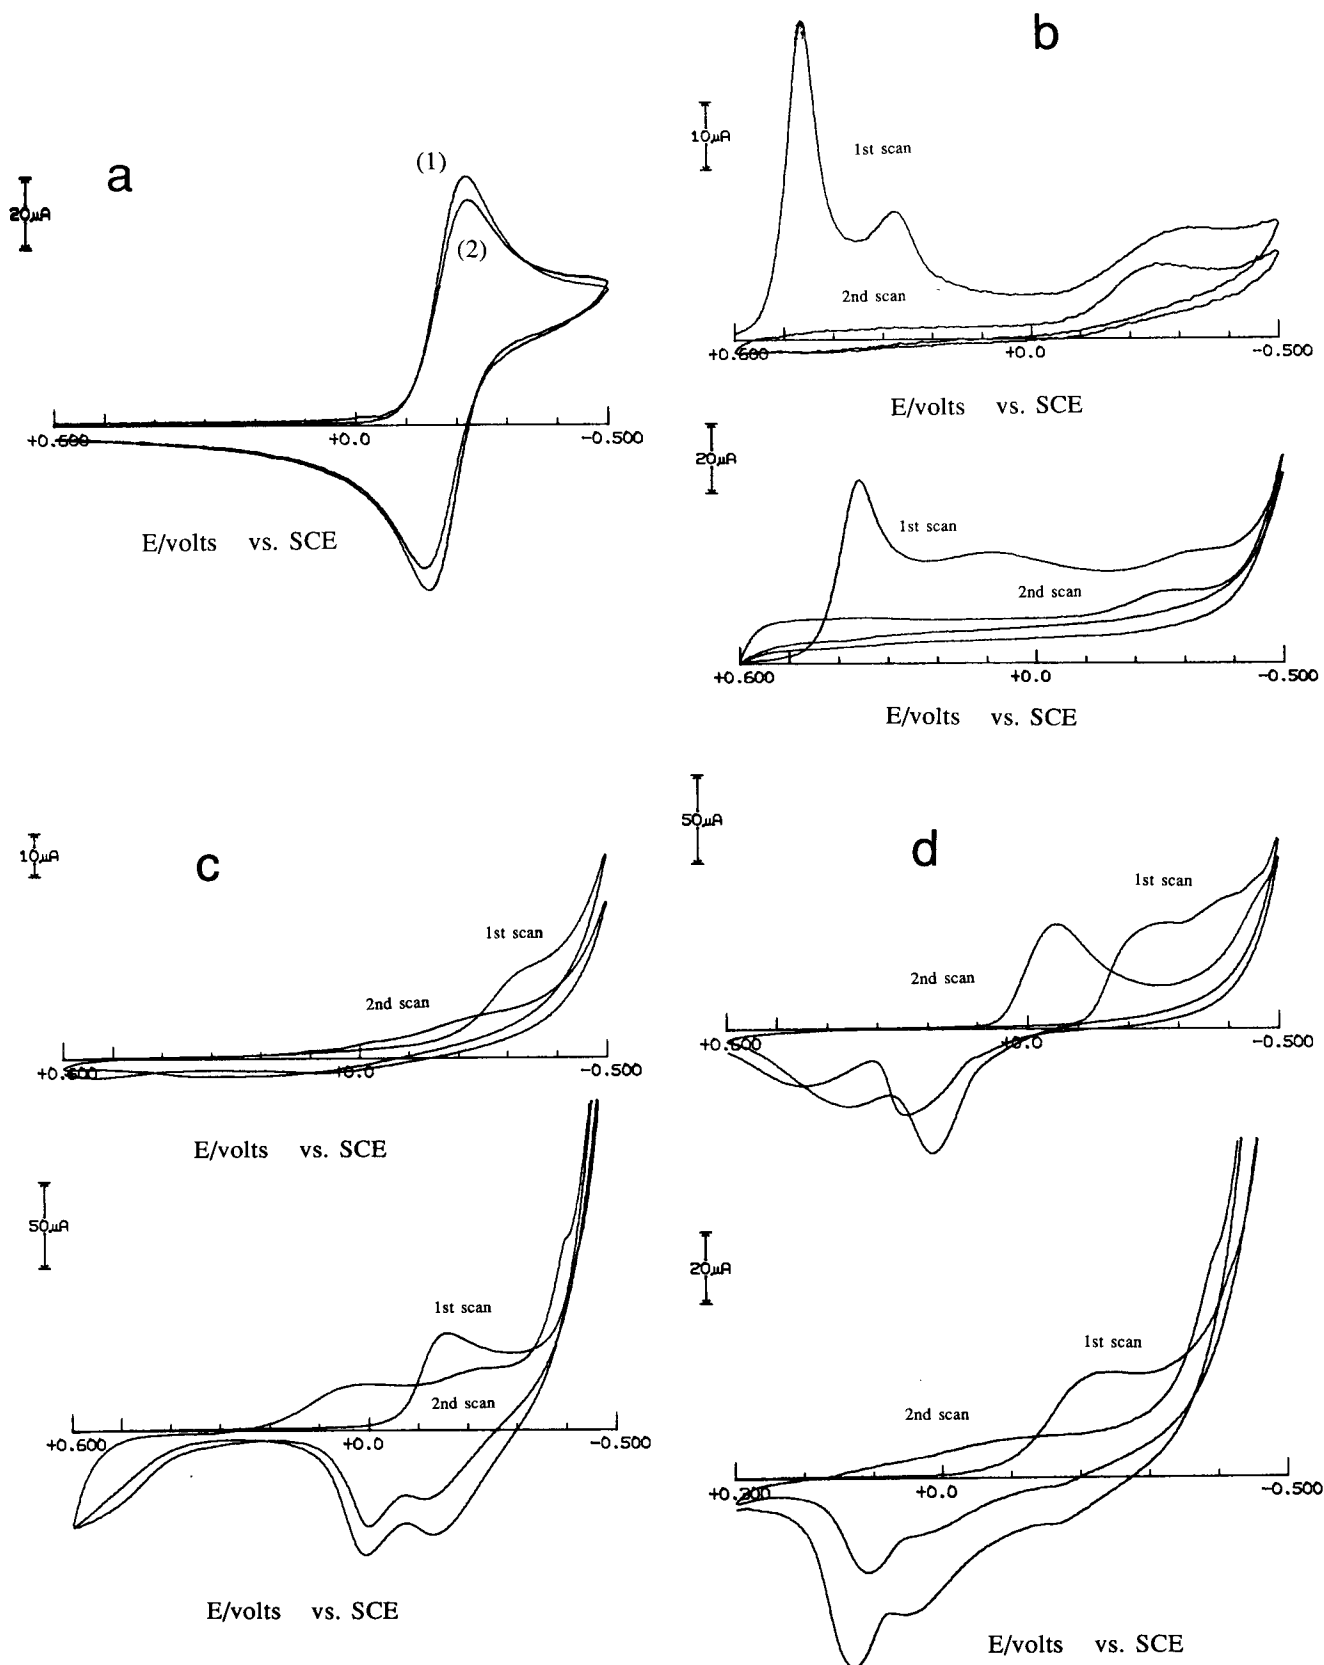 a
20µA
(1)
(2)
+0.500
+0.0
-0.500
E/volts vs. SCE
b
10µA
1st scan
2nd scan
+0.600
+0.0
-0.500
E/volts vs. SCE
20µA
1st scan
2nd scan
+0.600
+0.0
-0.500
E/volts vs. SCE
c
10µA
1st scan
2nd scan
+0.600
+0.0
-0.500
E/volts vs. SCE
50µA
1st scan
2nd scan
+0.600
+0.0
-0.500
E/volts vs. SCE
d
50µA
1st scan
2nd scan
+0.600
+0.0
-0.500
20µA
1st scan
2nd scan
+0.300
+0.0
-0.500
E/volts vs. SCE